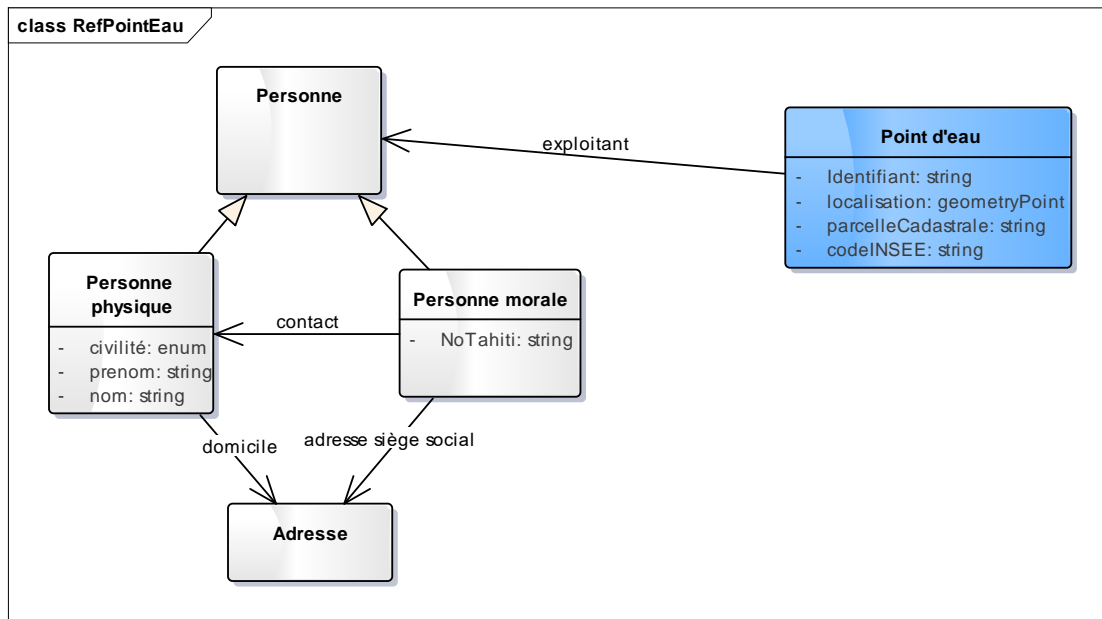 class RefPointEau
Personne
Point d'eau
- Identifiant: string
- localisation: geometryPoint
- parcelleCadastrale: string
- codeINSEE: string
exploitant
Personne
physique
- civilité: enum
- prenom: string
- nom: string
contact
Personne morale
- NoTahiti: string
domicile
adresse siège social
Adresse